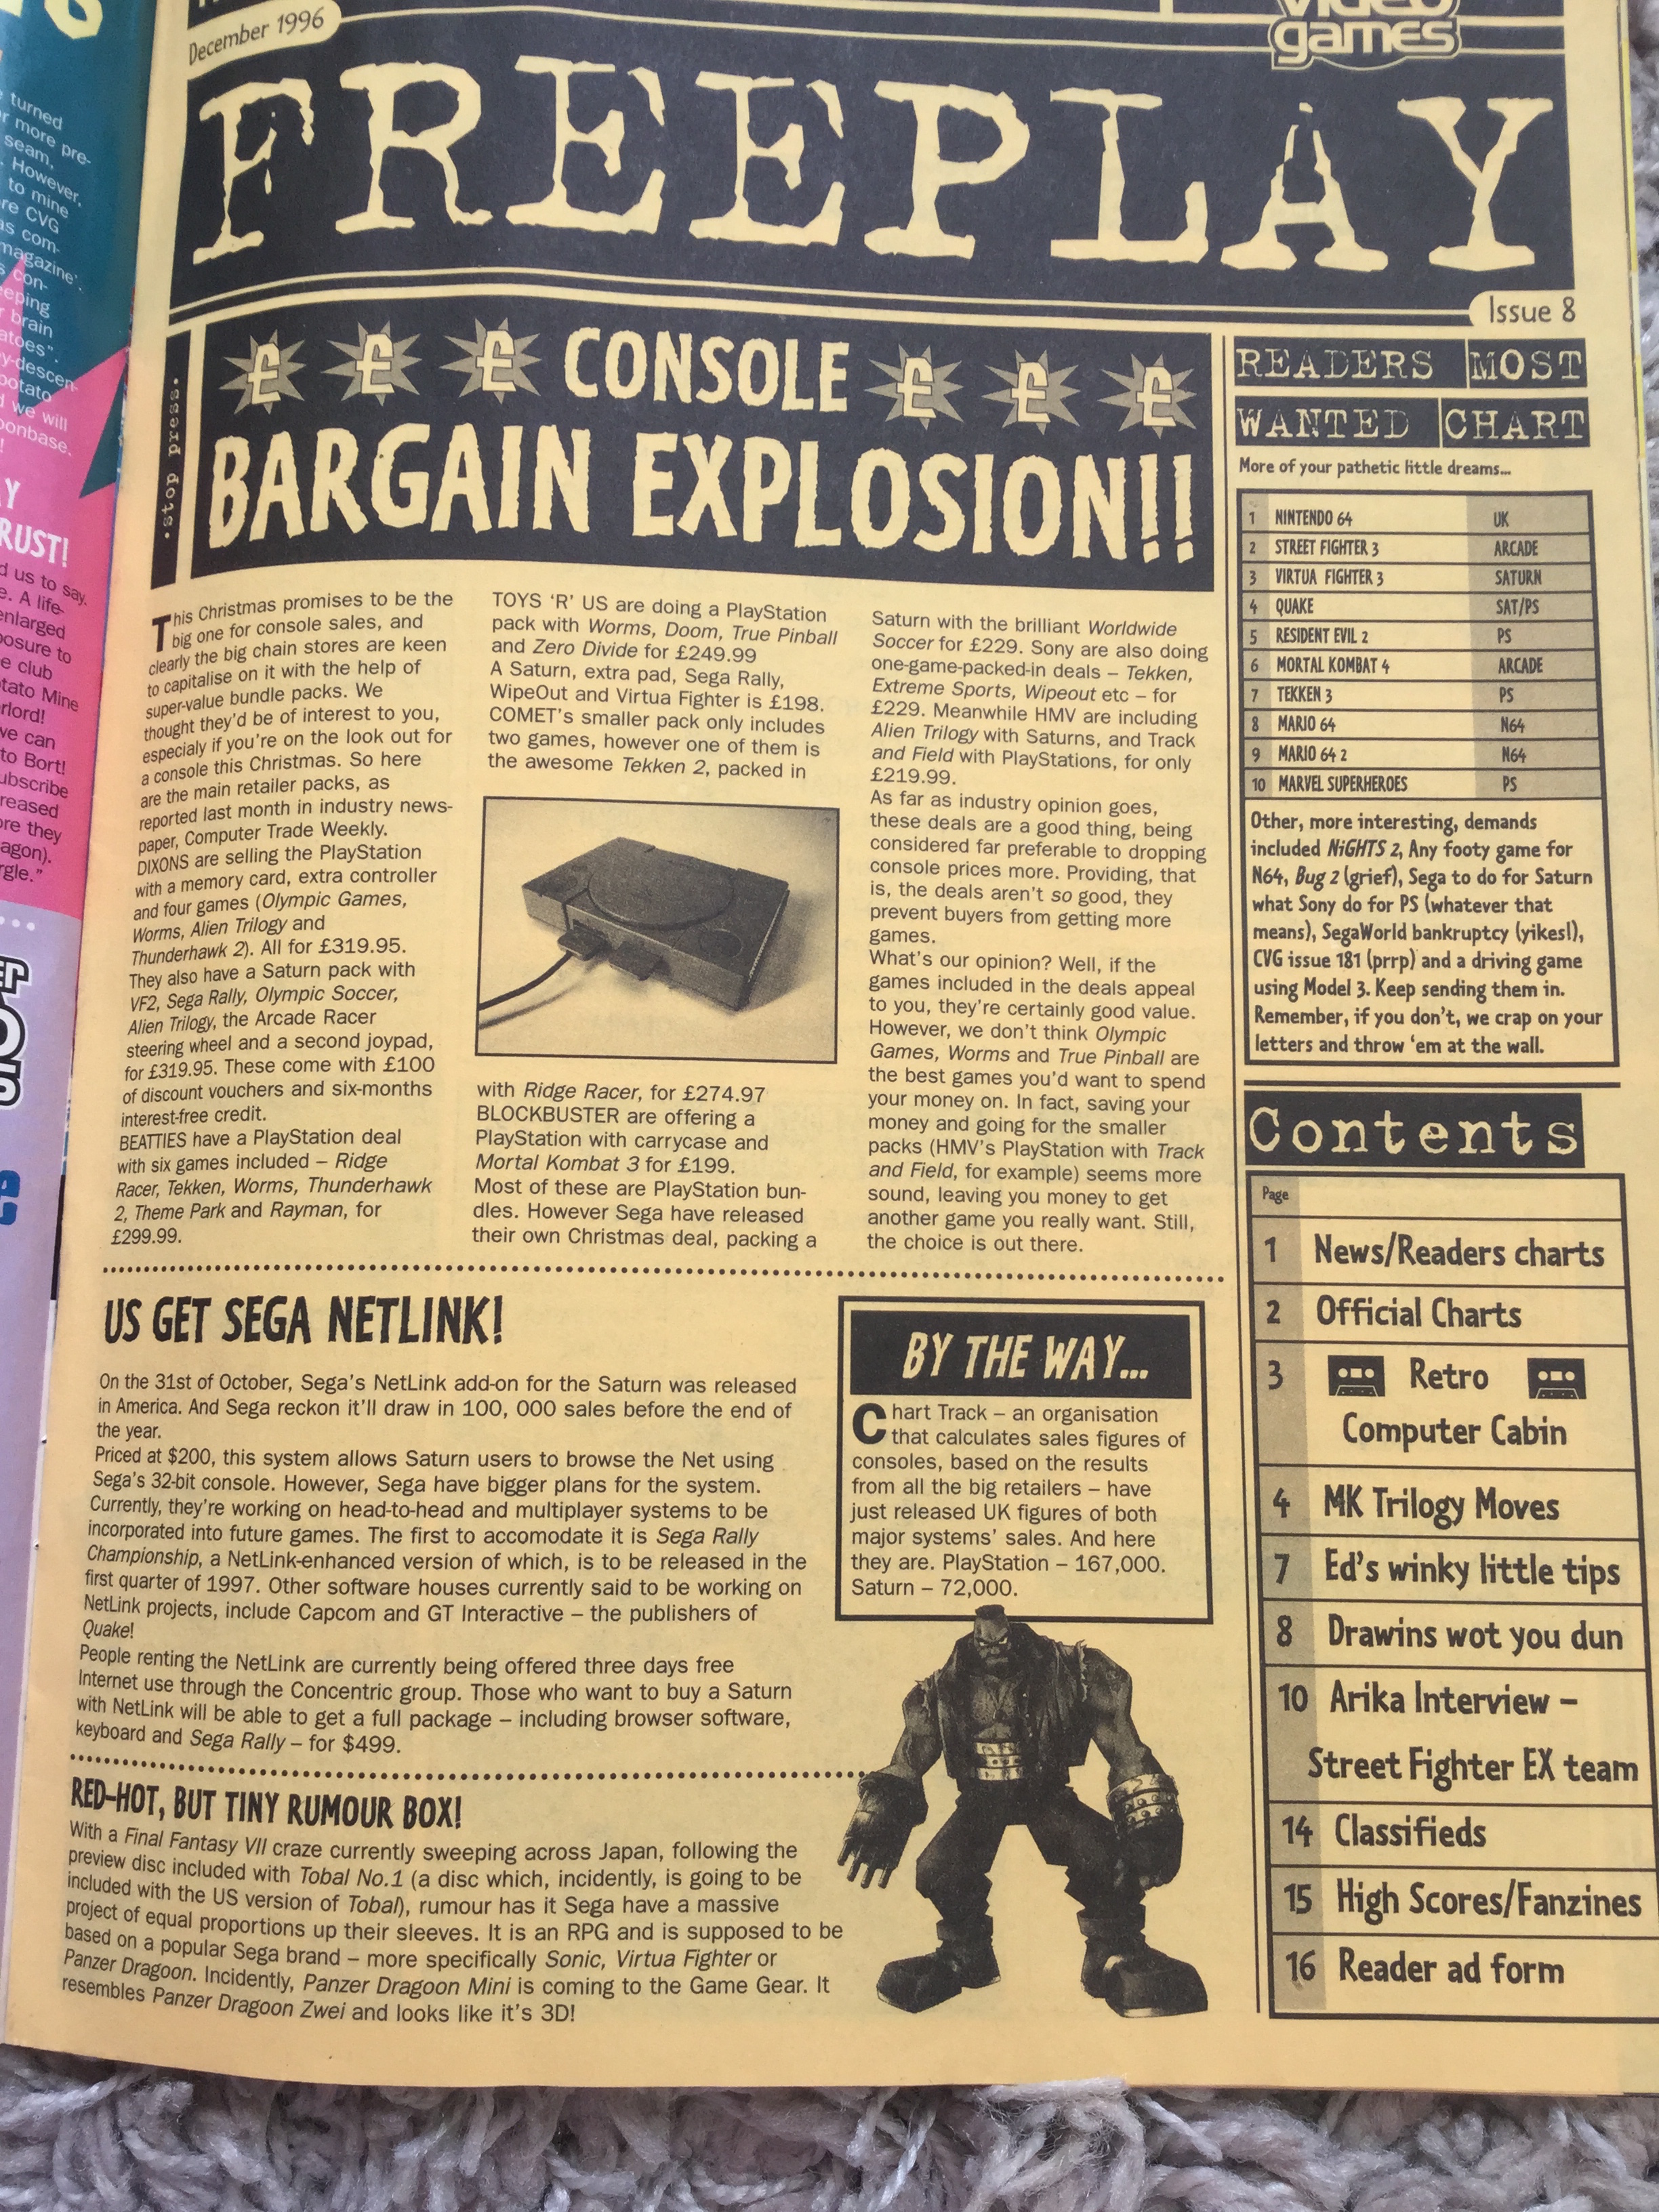 turned
more pre-
seam,
However,
to mine
re CVG
as com-
magazine'.
con-
eeping
brain
atoes".
y-descen-
potato
we will
oonbase.
RUST!
d us to say.
e. A life-
enlarged
posure to
e club
tato Mine
rlord!
we can
to Bort!
ubscribe
reased
ore they
agon).
rgle."
December 1996
video
games
FREEPLAY
Issue 8
·stop press·
£ £ £ CONSOLE £ £ £
BARGAIN EXPLOSION!!
This Christmas promises to be the
big one for console sales, and
clearly the big chain stores are keen
to capitalise on it with the help of
super-value bundle packs. We
thought they'd be of interest to you,
especialy if you're on the look out for
a console this Christmas. So here
are the main retailer packs, as
reported last month in industry news-
paper, Computer Trade Weekly.
DIXONS are selling the PlayStation
with a memory card, extra controller
and four games (Olympic Games,
Worms, Alien Trilogy and
Thunderhawk 2). All for £319.95.
They also have a Saturn pack with
VF2, Sega Rally, Olympic Soccer,
Alien Trilogy, the Arcade Racer
steering wheel and a second joypad,
for £319.95. These come with £100
of discount vouchers and six-months
interest-free credit.
BEATTIES have a PlayStation deal
with six games included – Ridge
Racer, Tekken, Worms, Thunderhawk
2, Theme Park and Rayman, for
£299.99.
TOYS 'R' US are doing a PlayStation
pack with Worms, Doom, True Pinball
and Zero Divide for £249.99
A Saturn, extra pad, Sega Rally,
WipeOut and Virtua Fighter is £198.
COMET's smaller pack only includes
two games, however one of them is
the awesome Tekken 2, packed in
with Ridge Racer, for £274.97
BLOCKBUSTER are offering a
PlayStation with carrycase and
Mortal Kombat 3 for £199.
Most of these are PlayStation bun-
dles. However Sega have released
their own Christmas deal, packing a
Saturn with the brilliant Worldwide
Soccer for £229. Sony are also doing
one-game-packed-in deals – Tekken,
Extreme Sports, Wipeout etc – for
£229. Meanwhile HMV are including
Alien Trilogy with Saturns, and Track
and Field with PlayStations, for only
£219.99.
As far as industry opinion goes,
these deals are a good thing, being
considered far preferable to dropping
console prices more. Providing, that
is, the deals aren't so good, they
prevent buyers from getting more
games.
What's our opinion? Well, if the
games included in the deals appeal
to you, they're certainly good value.
However, we don't think Olympic
Games, Worms and True Pinball are
the best games you'd want to spend
your money on. In fact, saving your
money and going for the smaller
packs (HMV's PlayStation with Track
and Field, for example) seems more
sound, leaving you money to get
another game you really want. Still,
the choice is out there.
READERS MOST
WANTED CHART
More of your pathetic little dreams...
1 NINTENDO 64 UK
2 STREET FIGHTER 3 ARCADE
3 VIRTUA FIGHTER 3 SATURN
4 QUAKE SAT/PS
5 RESIDENT EVIL 2 PS
6 MORTAL KOMBAT 4 ARCADE
7 TEKKEN 3 PS
8 MARIO 64 N64
9 MARIO 64 2 N64
10 MARVEL SUPERHEROES PS
Other, more interesting, demands
included NiGHTS 2, Any footy game for
N64, Bug 2 (grief), Sega to do for Saturn
what Sony do for PS (whatever that
means), SegaWorld bankruptcy (yikes!),
CVG issue 181 (prrp) and a driving game
using Model 3. Keep sending them in.
Remember, if you don't, we crap on your
letters and throw 'em at the wall.
Contents
Page
1 News/Readers charts
2 Official Charts
3 Retro
Computer Cabin
4 MK Trilogy Moves
7 Ed's winky little tips
8 Drawins wot you dun
10 Arika Interview –
Street Fighter EX team
14 Classifieds
15 High Scores/Fanzines
16 Reader ad form
US GET SEGA NETLINK!
On the 31st of October, Sega's NetLink add-on for the Saturn was released
in America. And Sega reckon it'll draw in 100, 000 sales before the end of
the year.
Priced at $200, this system allows Saturn users to browse the Net using
Sega's 32-bit console. However, Sega have bigger plans for the system.
Currently, they're working on head-to-head and multiplayer systems to be
incorporated into future games. The first to accomodate it is Sega Rally
Championship, a NetLink-enhanced version of which, is to be released in the
first quarter of 1997. Other software houses currently said to be working on
NetLink projects, include Capcom and GT Interactive – the publishers of
Quake!
People renting the NetLink are currently being offered three days free
Internet use through the Concentric group. Those who want to buy a Saturn
with NetLink will be able to get a full package – including browser software,
keyboard and Sega Rally – for $499.
BY THE WAY...
Chart Track – an organisation
that calculates sales figures of
consoles, based on the results
from all the big retailers – have
just released UK figures of both
major systems' sales. And here
they are. PlayStation – 167,000.
Saturn – 72,000.
RED-HOT, BUT TINY RUMOUR BOX!
With a Final Fantasy VII craze currently sweeping across Japan, following the
preview disc included with Tobal No.1 (a disc which, incidently, is going to be
included with the US version of Tobal), rumour has it Sega have a massive
project of equal proportions up their sleeves. It is an RPG and is supposed to be
based on a popular Sega brand – more specifically Sonic, Virtua Fighter or
Panzer Dragoon. Incidently, Panzer Dragoon Mini is coming to the Game Gear. It
resembles Panzer Dragoon Zwei and looks like it's 3D!